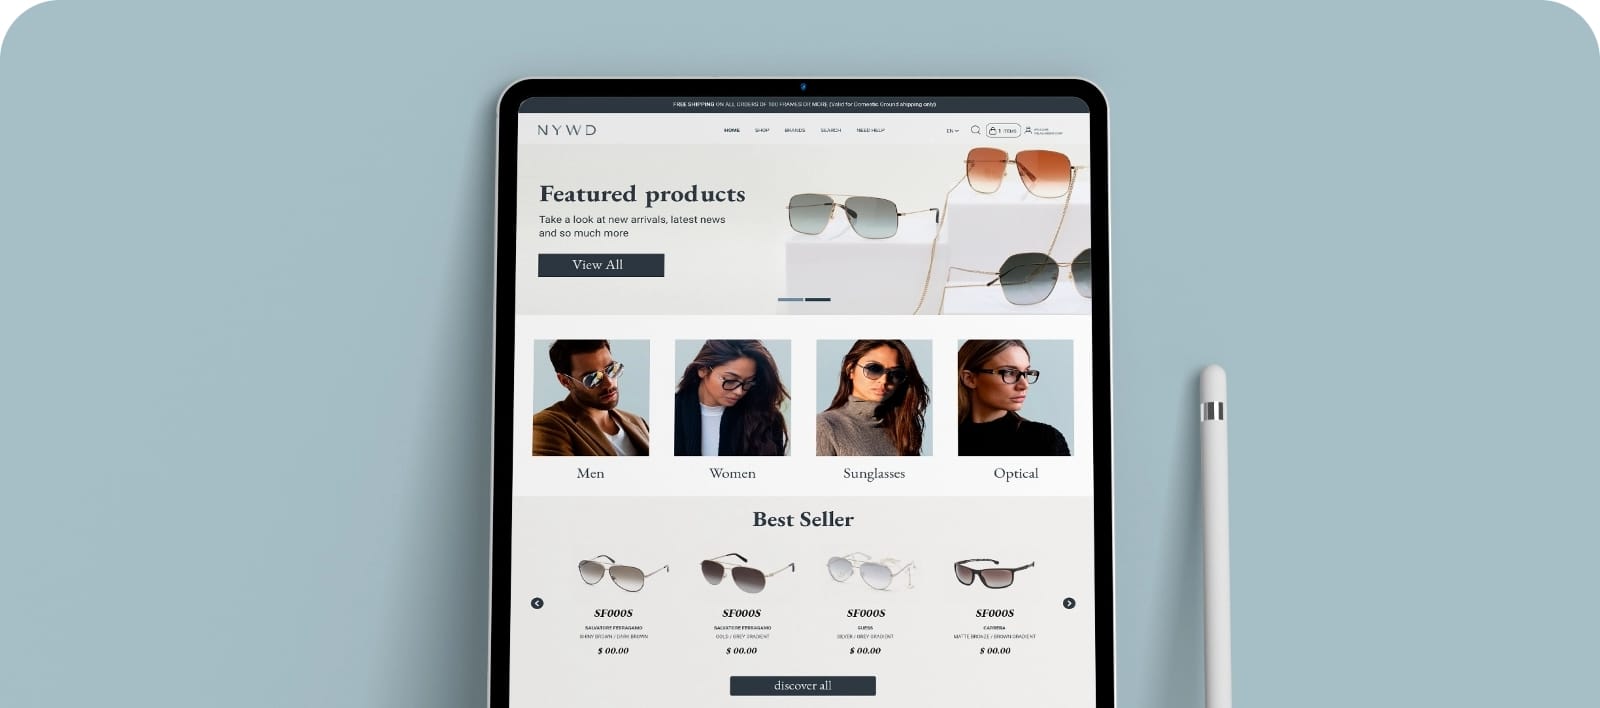 FREE SHIPPING ON ALL ORDERS OF 100 FRAMES OR MORE (Valid for Domestic Ground shipping only)
NYWD
HOME SHOP BRANDS SEARCH NEED HELP
EN
1 ITEMS
Featured products
Take a look at new arrivals, latest news
and so much more
View All
Men Women Sunglasses Optical
Best Seller
SF000S SF000S SF000S SF000S
SALVATORE FERRAGAMO SALVATORE FERRAGAMO GUESS CARRERA
SHINY BROWN / DARK BROWN GOLD / GREY GRADIENT SILVER / GREY GRADIENT MATTE BRONZE / BROWN GRADIENT
$ 00.00 $ 00.00 $ 00.00 $ 00.00
discover all